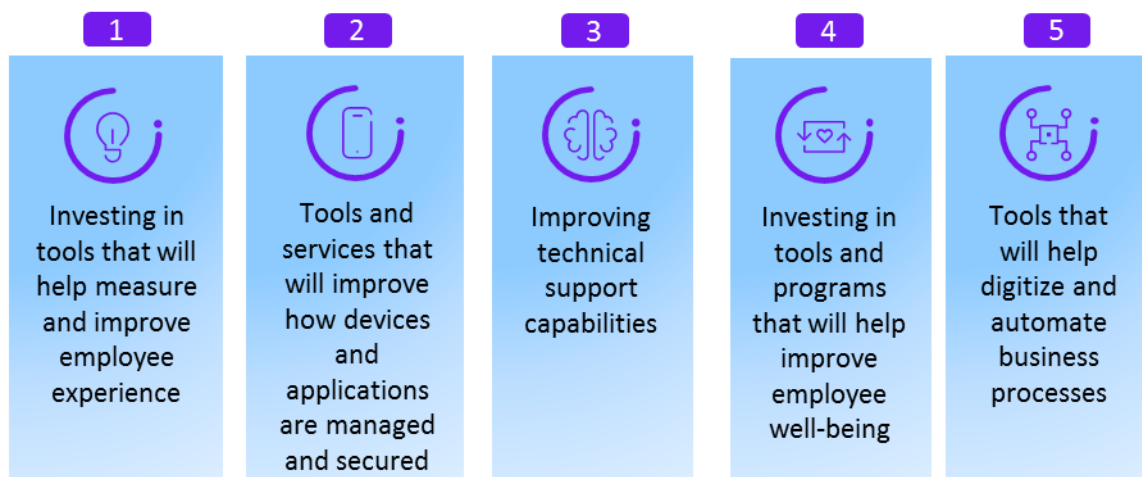 1
Investing in
tools that will
help measure
and improve
employee
experience
2
Tools and
services that
will improve
how devices
and
applications
are managed
and secured
3
Improving
technical
support
capabilities
4
Investing in
tools and
programs
that will help
improve
employee
well-being
5
Tools that
will help
digitize and
automate
business
processes